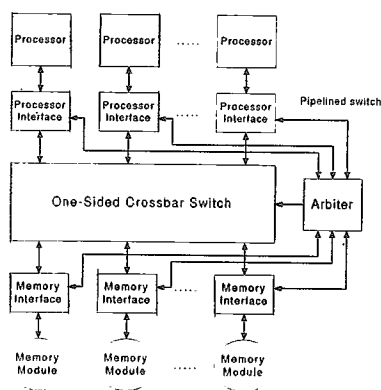 Processor Processor ..... Processor
Processor Interface Processor Interface ..... Processor Interface
Pipelined switch
One-Sided Crossbar Switch
Arbiter
Memory Interface Memory Interface ..... Memory Interface
Memory Module Memory Module ..... Memory Module